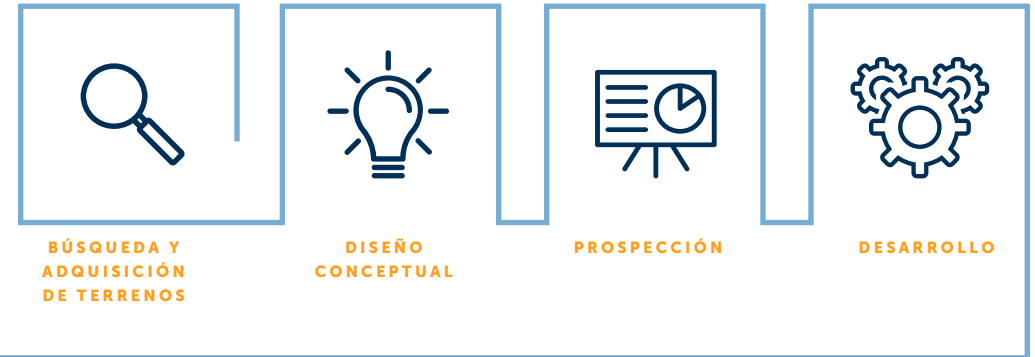 BÚSQUEDA Y
ADQUISICIÓN
DE TERRENOS
DISEÑO
CONCEPTUAL
PROSPECCIÓN
DESARROLLO